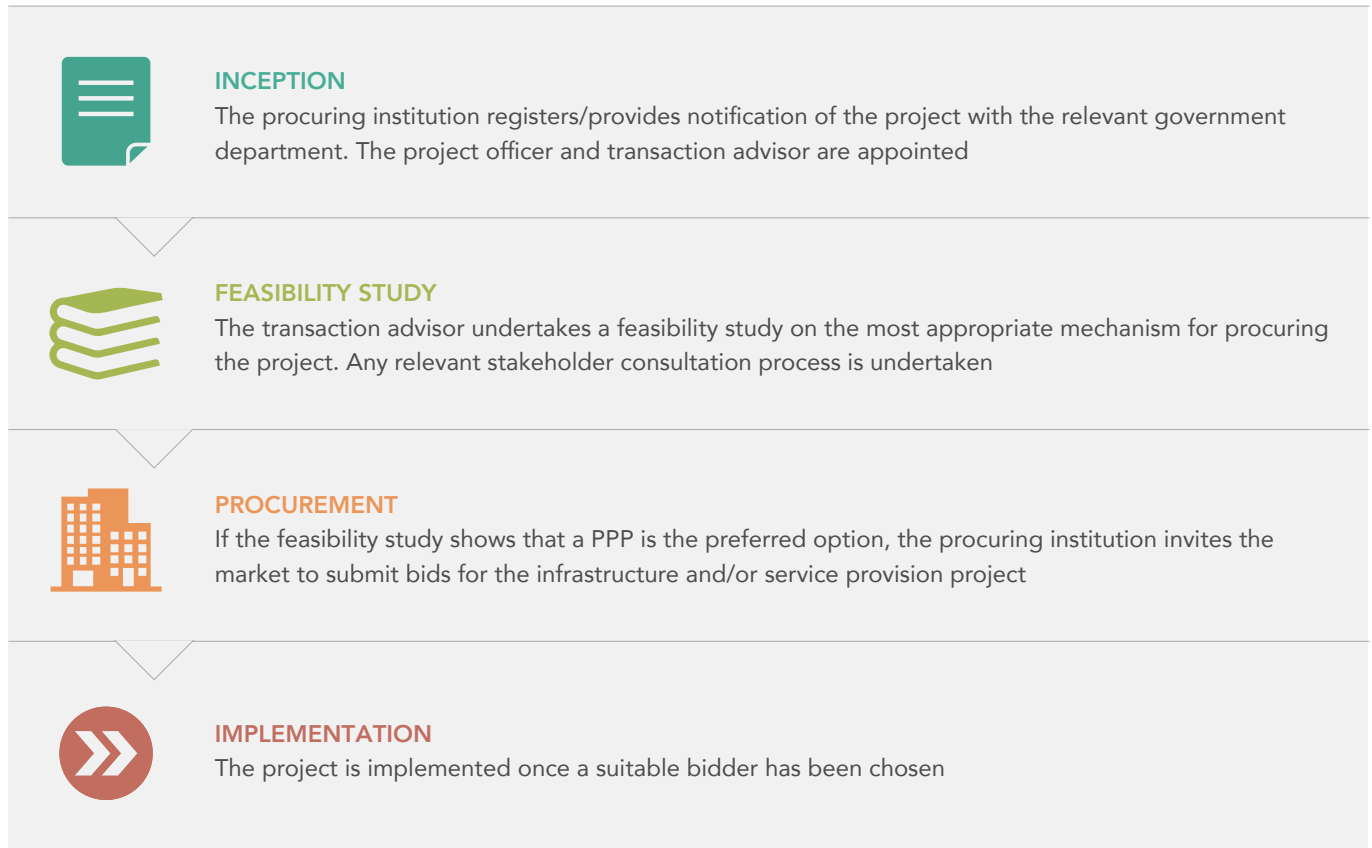 INCEPTION
The procuring institution registers/provides notification of the project with the relevant government
department. The project officer and transaction advisor are appointed
FEASIBILITY STUDY
The transaction advisor undertakes a feasibility study on the most appropriate mechanism for procuring
the project. Any relevant stakeholder consultation process is undertaken
PROCUREMENT
If the feasibility study shows that a PPP is the preferred option, the procuring institution invites the
market to submit bids for the infrastructure and/or service provision project
IMPLEMENTATION
The project is implemented once a suitable bidder has been chosen